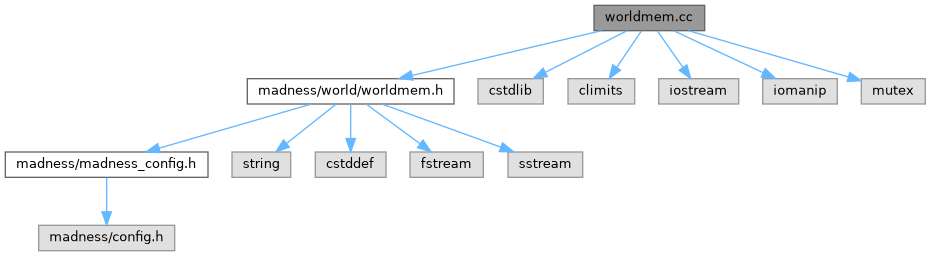 worldmem.cc
madness/world/worldmem.h
cstdlib
climits
iostream
iomanip
mutex
madness/madness_config.h
string
cstddef
fstream
sstream
madness/config.h